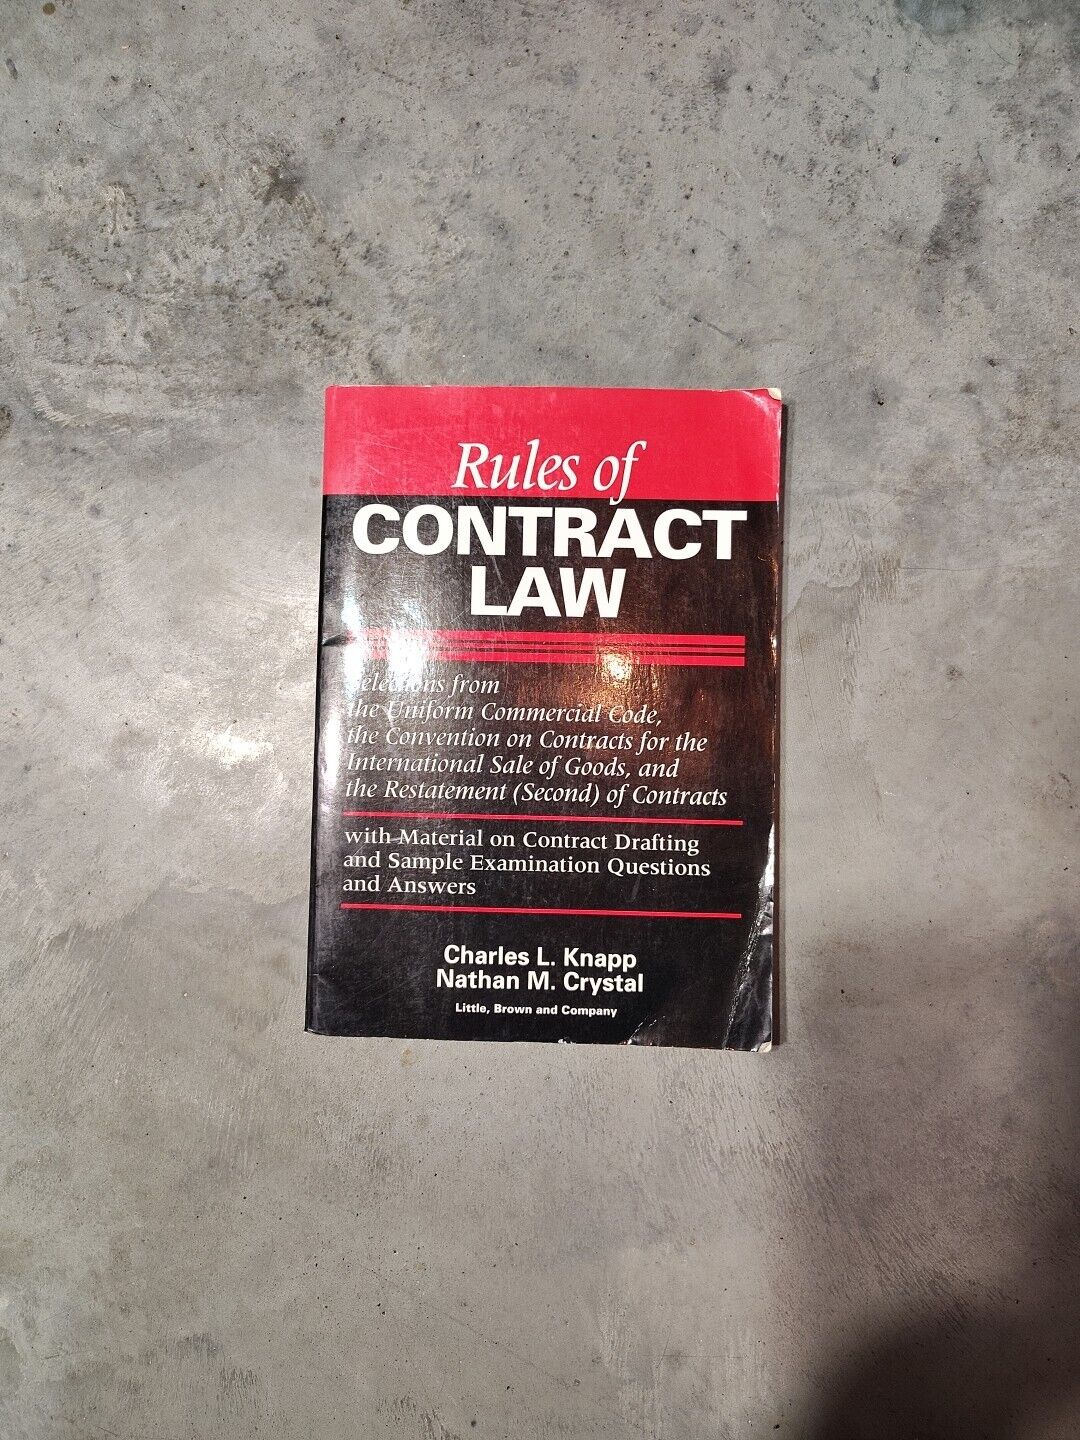 Rules of
CONTRACT
LAW
Selections from
the Uniform Commercial Code,
the Convention on Contracts for the
International Sale of Goods, and
the Restatement (Second) of Contracts
with Material on Contract Drafting
and Sample Examination Questions
and Answers
Charles L. Knapp
Nathan M. Crystal
Little, Brown and Company